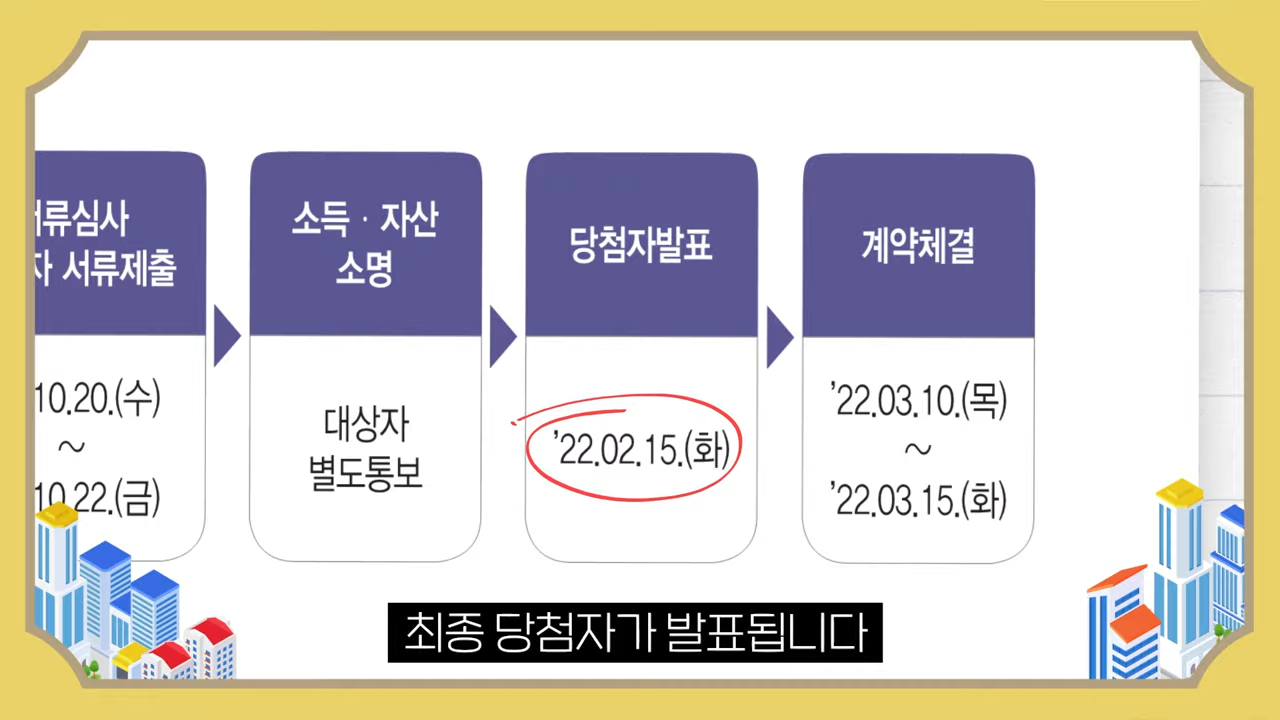 서류심사
자 서류제출
10.20.(수)
~
10.22.(금)
소득 · 자산
소명
대상자
별도통보
당첨자발표
’22.02.15.(화)
계약체결
’22.03.10.(목)
~
’22.03.15.(화)
최종 당첨자가 발표됩니다